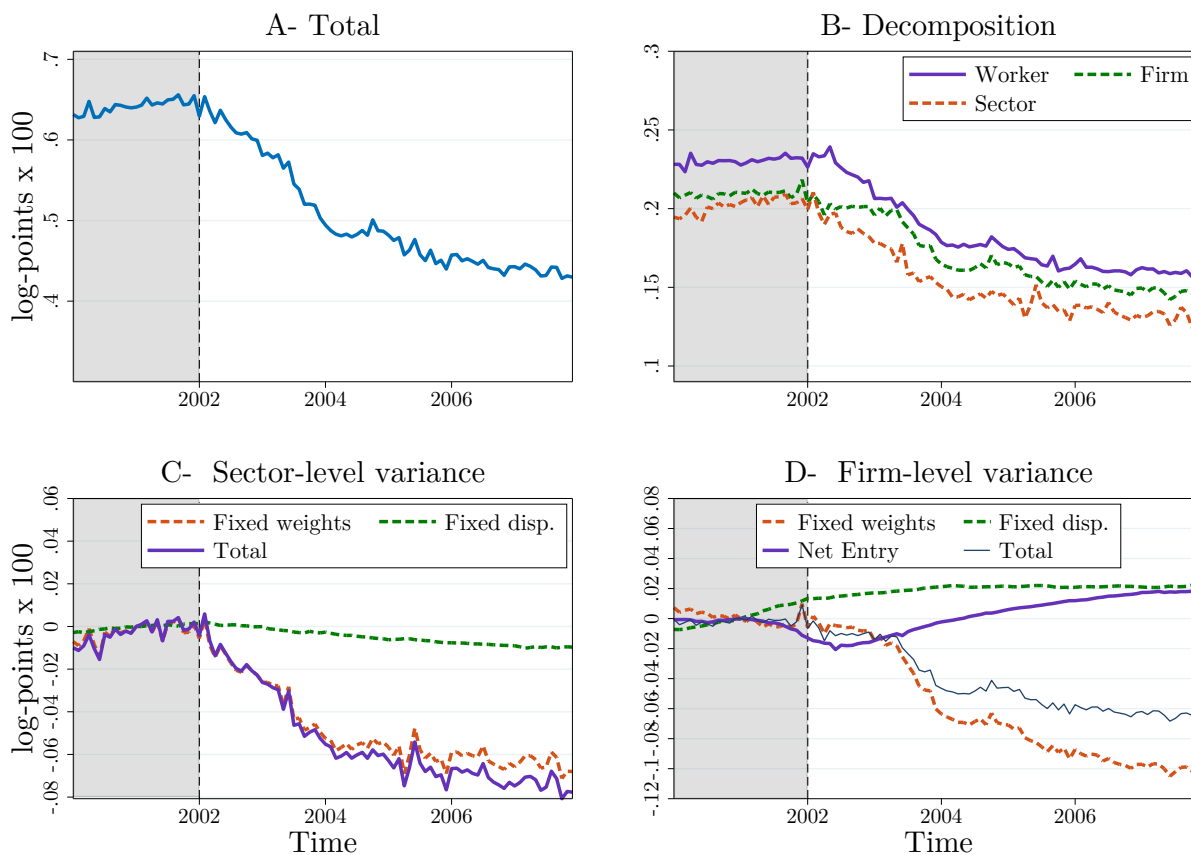 A- Total
log-points x 100
.7
.6
.5
.4
2002 2004 2006
B- Decomposition
Worker Firm
Sector
.3
.25
.2
.15
.1
2002 2004 2006
C- Sector-level variance
Fixed weights Fixed disp.
Total
log-points x 100
.06
.04
.02
0
-.02
-.04
-.06
-.08
2002 2004 2006
Time
D- Firm-level variance
Fixed weights Fixed disp.
Net Entry Total
.08
.06
.04
.02
0
-.02
-.04
-.06
-.08
-.1
-.12
2002 2004 2006
Time